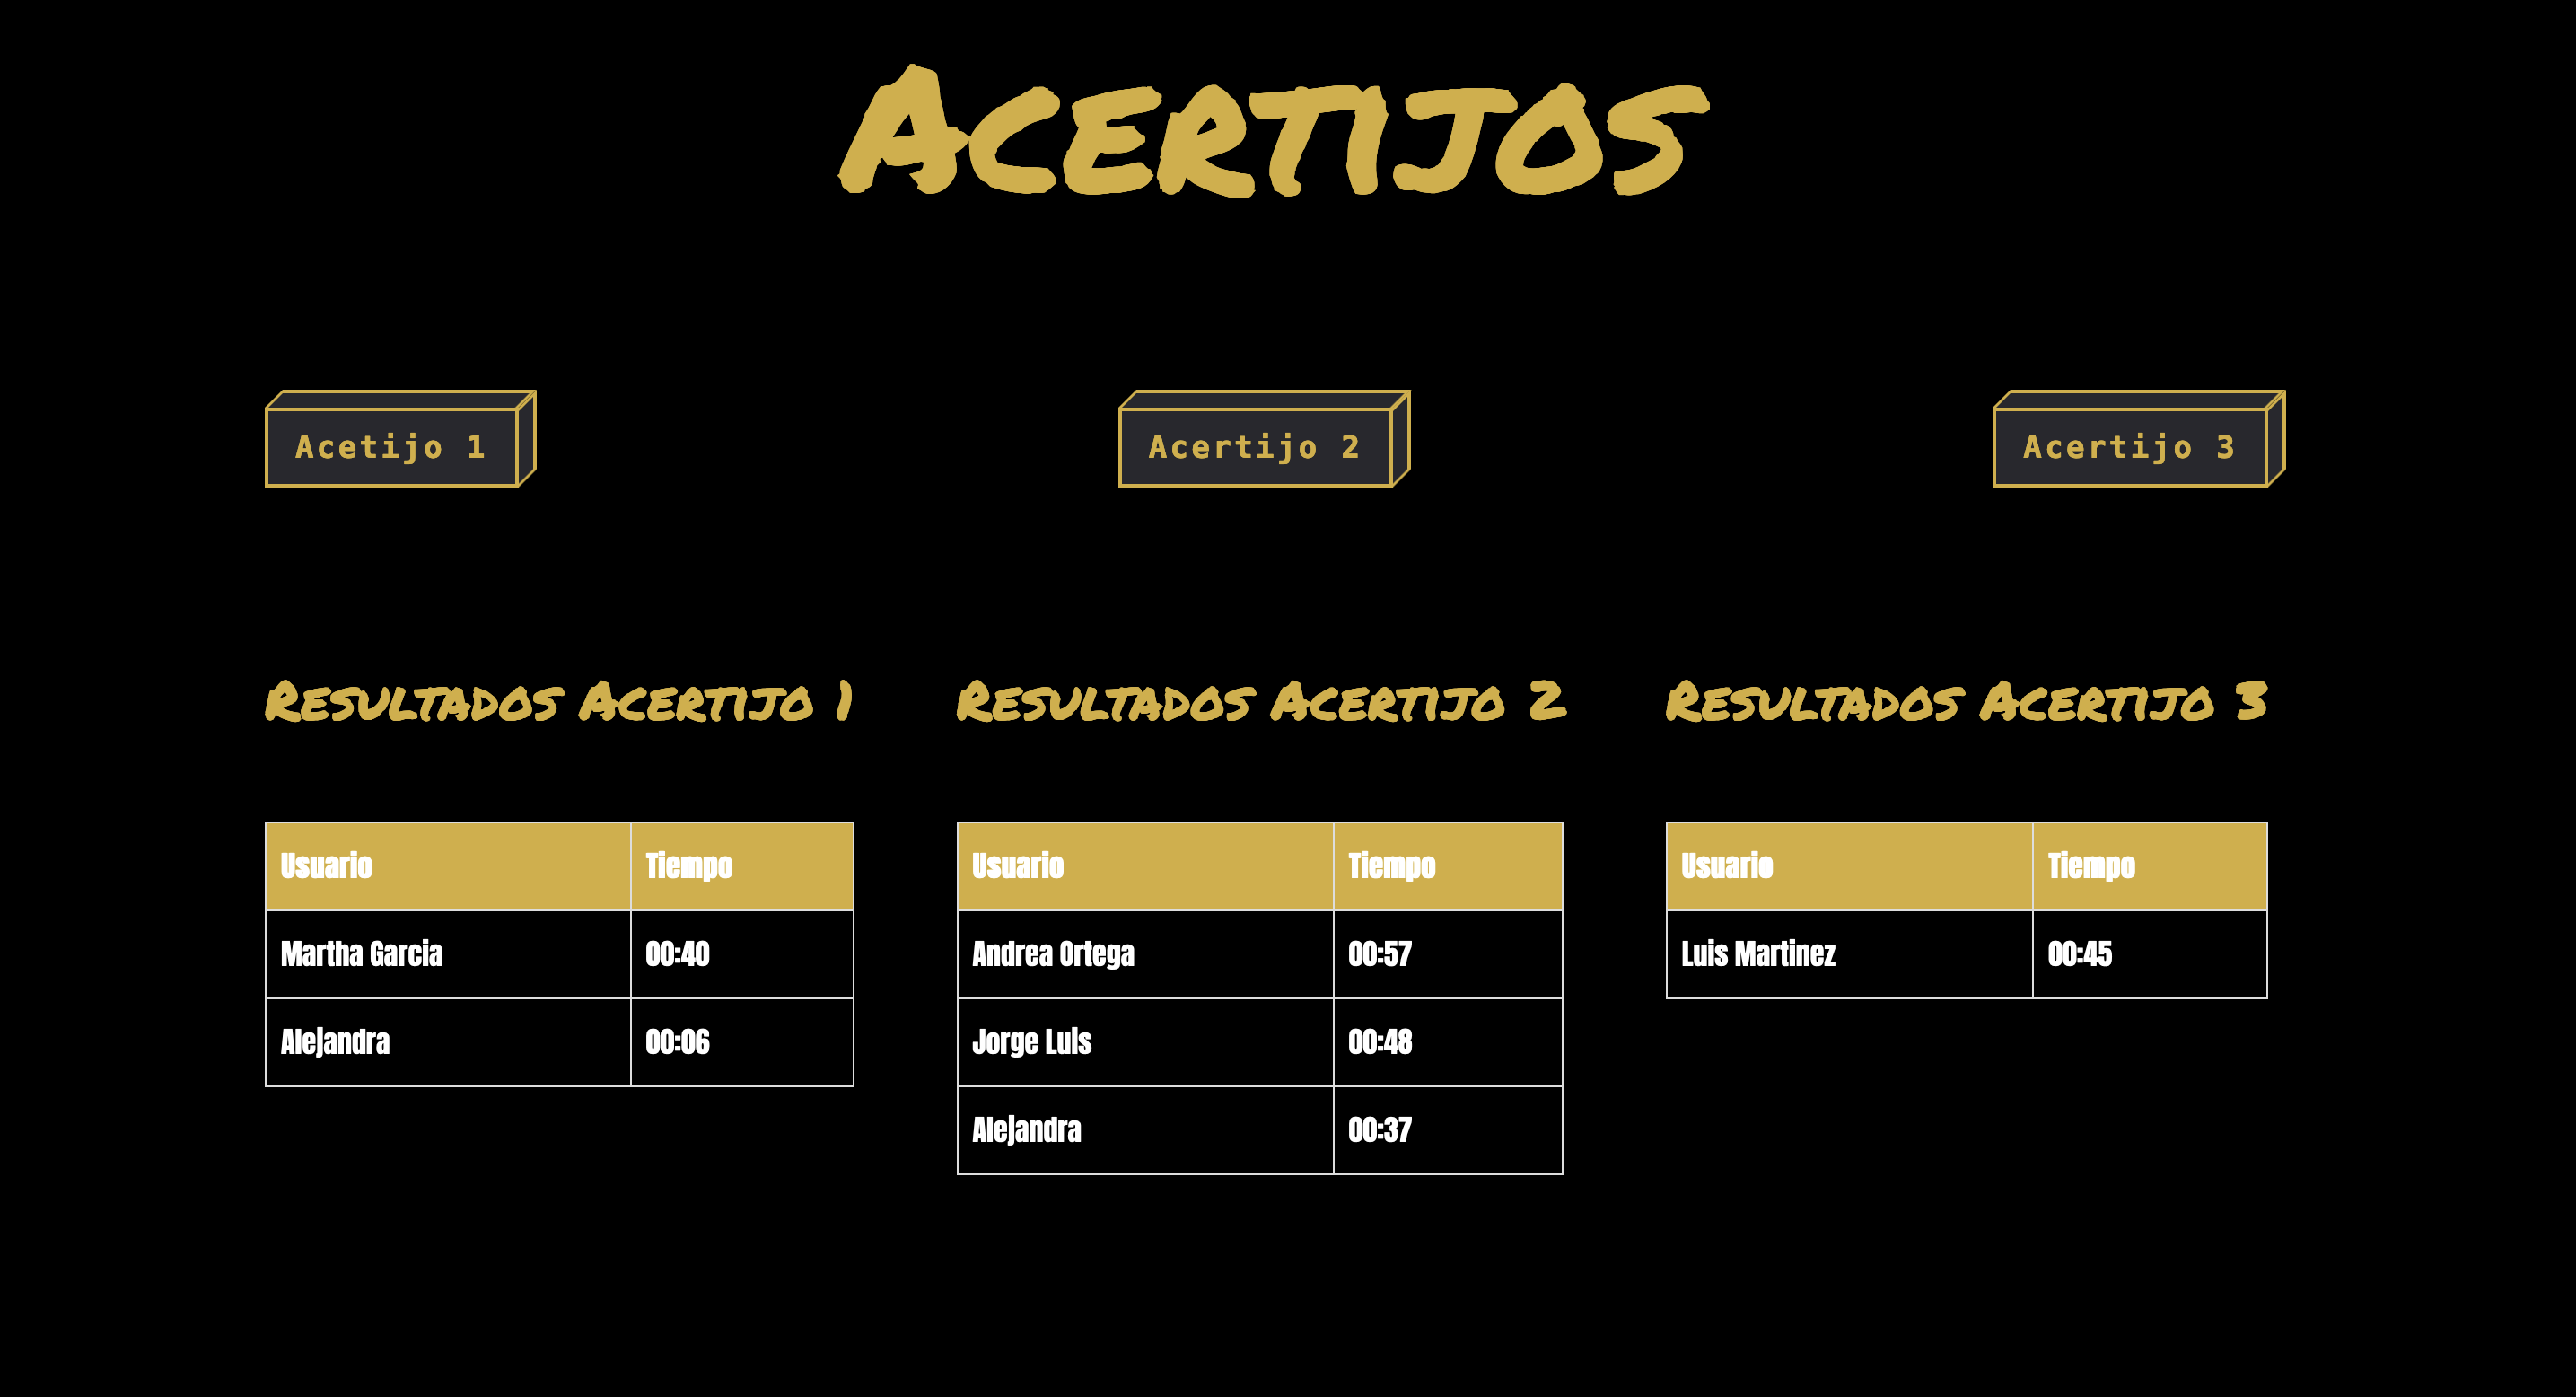 Acertijos
Acetijo 1
Acertijo 2
Acertijo 3
Resultados Acertijo 1
Usuario Tiempo
Martha Garcia 00:40
Alejandra 00:06
Resultados Acertijo 2
Usuario Tiempo
Andrea Ortega 00:57
Jorge Luis 00:48
Alejandra 00:37
Resultados Acertijo 3
Usuario Tiempo
Luis Martinez 00:45